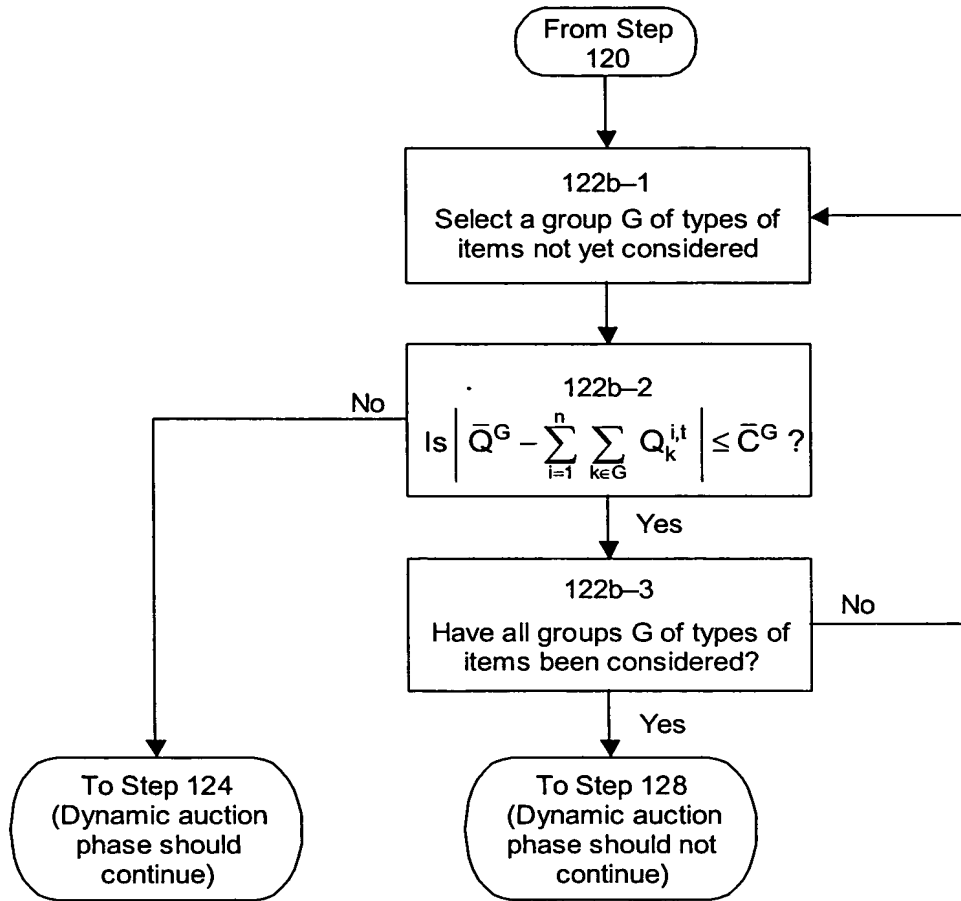 From Step
120
122b–1
Select a group G of types of
items not yet considered
No
122b–2
Is | Q̅^G − ∑_{i=1}^{n} ∑_{k∈G} Q_k^{i,t} | ≤ C̅^G ?
Yes
122b–3
Have all groups G of types of
items been considered?
No
Yes
To Step 124
(Dynamic auction
phase should
continue)
To Step 128
(Dynamic auction
phase should not
continue)